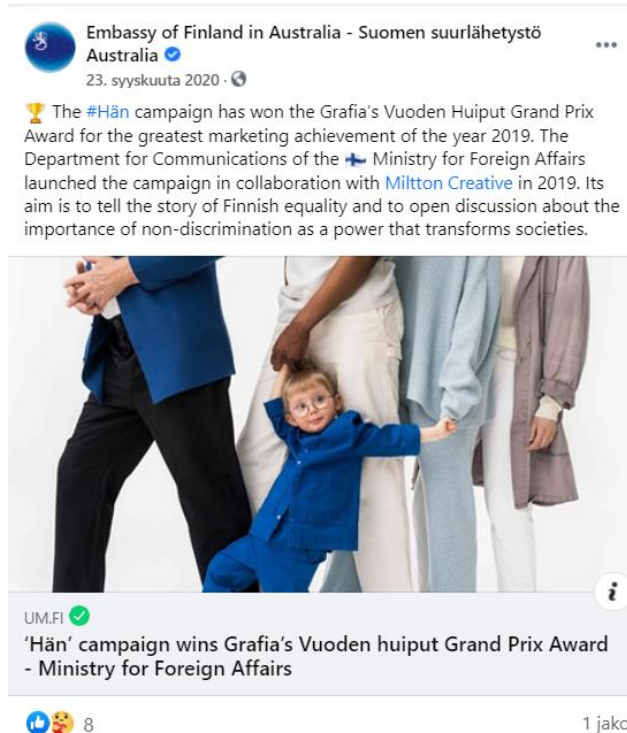 Embassy of Finland in Australia - Suomen suurlähetystö
Australia
23. syyskuuta 2020 ·
🏆 The #Hän campaign has won the Grafia's Vuoden Huiput Grand Prix
Award for the greatest marketing achievement of the year 2019. The
Department for Communications of the 🇫🇮 Ministry for Foreign Affairs
launched the campaign in collaboration with Miltton Creative in 2019. Its
aim is to tell the story of Finnish equality and to open discussion about the
importance of non-discrimination as a power that transforms societies.
i
UM.FI
‘Hän’ campaign wins Grafia's Vuoden huiput Grand Prix Award
- Ministry for Foreign Affairs
8
1 jako